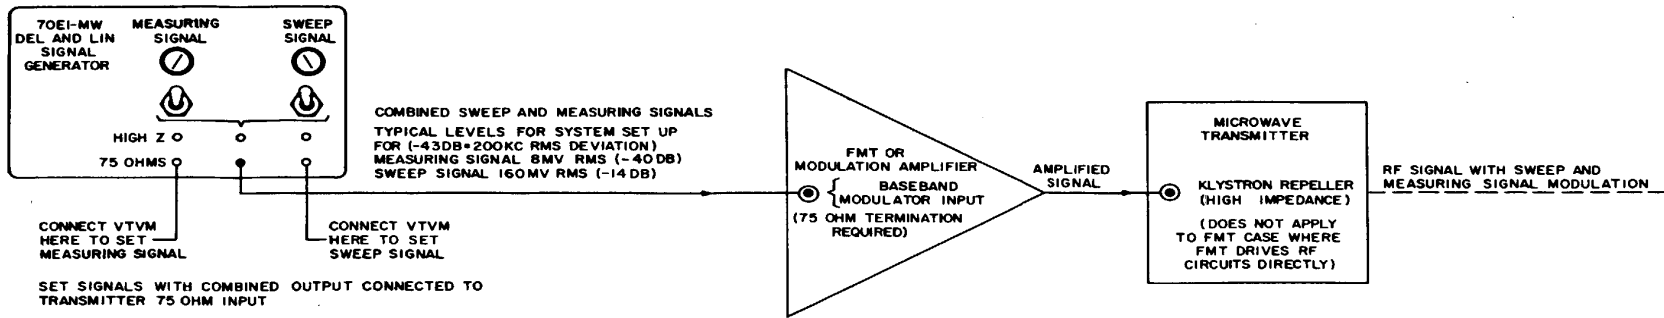 70E1-MW
DEL AND LIN
SIGNAL
GENERATOR
MEASURING
SIGNAL
SWEEP
SIGNAL
HIGH Z
75 OHMS
CONNECT VTVM
HERE TO SET
MEASURING SIGNAL
CONNECT VTVM
HERE TO SET
SWEEP SIGNAL
SET SIGNALS WITH COMBINED OUTPUT CONNECTED TO
TRANSMITTER 75 OHM INPUT
COMBINED SWEEP AND MEASURING SIGNALS
TYPICAL LEVELS FOR SYSTEM SET UP
FOR (-43DB=200KC RMS DEVIATION)
MEASURING SIGNAL 8MV RMS (-40DB)
SWEEP SIGNAL 160MV RMS (-14DB)
FMT OR
MODULATION AMPLIFIER
BASEBAND
MODULATOR INPUT
(75 OHM TERMINATION
REQUIRED)
AMPLIFIED
SIGNAL
MICROWAVE
TRANSMITTER
KLYSTRON REPELLER
(HIGH IMPEDANCE)
(DOES NOT APPLY
TO FMT CASE WHERE
FMT DRIVES RF
CIRCUITS DIRECTLY)
RF SIGNAL WITH SWEEP AND
MEASURING SIGNAL MODULATION